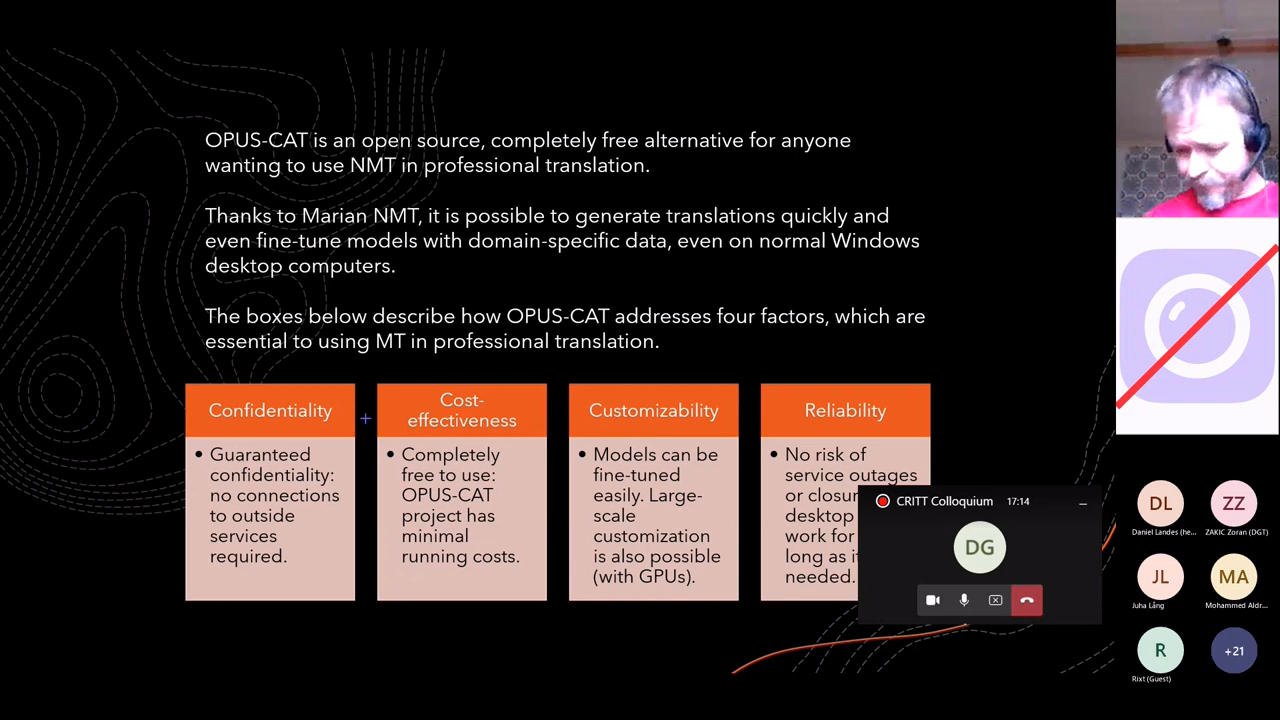 OPUS-CAT is an open source, completely free alternative for anyone
wanting to use NMT in professional translation.
Thanks to Marian NMT, it is possible to generate translations quickly and
even fine-tune models with domain-specific data, even on normal Windows
desktop computers.
The boxes below describe how OPUS-CAT addresses four factors, which are
essential to using MT in professional translation.
Confidentiality
• Guaranteed
confidentiality:
no connections
to outside
services
required.
Cost-
effectiveness
• Completely
free to use:
OPUS-CAT
project has
minimal
running costs.
Customizability
• Models can be
fine-tuned
easily. Large-
scale
customization
is also possible
(with GPUs).
Reliability
• No risk of
service outages
or
desktop
work for
long as
needed.
CRITT Colloquium 17:14
DG
DL
Daniel Landes (he...
ZZ
ZAKIC Zoran (DGT)
JL
Juha Lång
MA
Mohammed Aldr...
R
Rixt (Guest)
+21